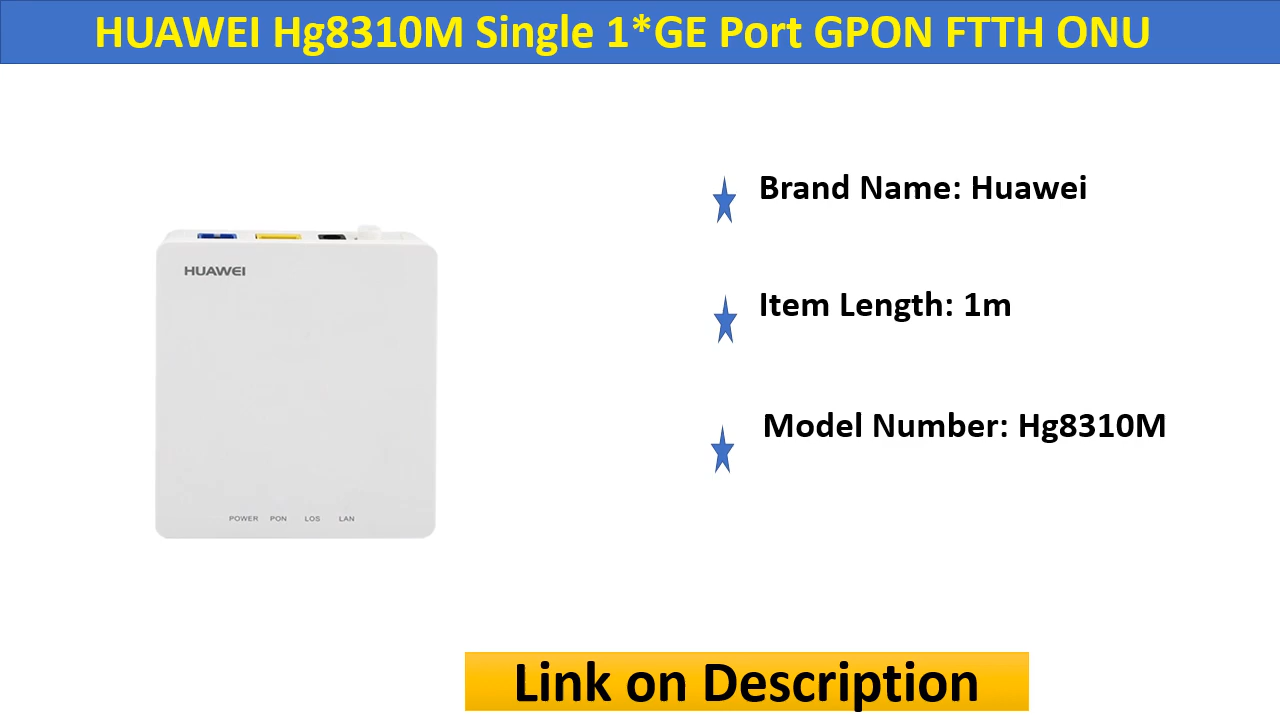 HUAWEI Hg8310M Single 1*GE Port GPON FTTH ONU
Brand Name: Huawei
HUAWEI
Item Length: 1m
Model Number: Hg8310M
POWER PON LOS LAN
Link on Description